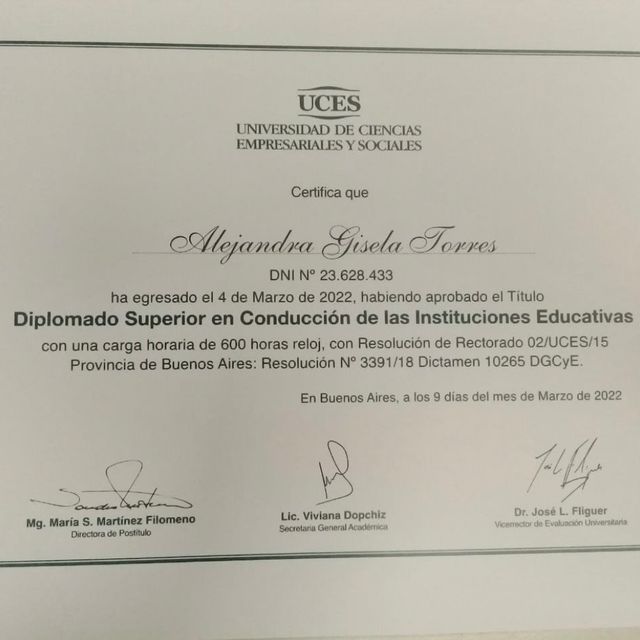 UCES
UNIVERSIDAD DE CIENCIAS
EMPRESARIALES Y SOCIALES
Certifica que
Alejandra Gisela Torres
DNI Nº 23.628.433
ha egresado el 4 de Marzo de 2022, habiendo aprobado el Título
Diplomado Superior en Conducción de las Instituciones Educativas
con una carga horaria de 600 horas reloj, con Resolución de Rectorado 02/UCES/15
Provincia de Buenos Aires: Resolución Nº 3391/18 Dictamen 10265 DGCyE.
En Buenos Aires, a los 9 días del mes de Marzo de 2022
Mg. María S. Martínez Filomeno
Directora de Postítulo
Lic. Viviana Dopchiz
Secretaria General Académica
Dr. José L. Fliguer
Vicerrector de Evaluación Universitaria